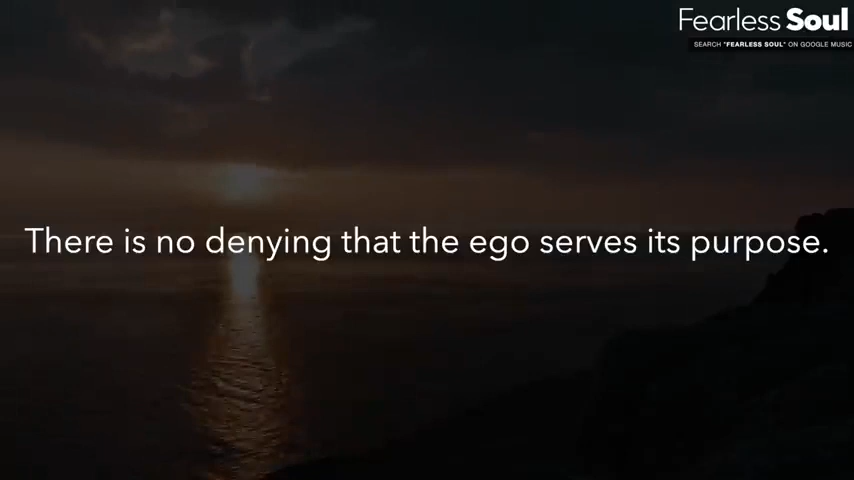 Fearless Soul
SEARCH "FEARLESS SOUL" ON GOOGLE MUSIC
There is no denying that the ego serves its purpose.